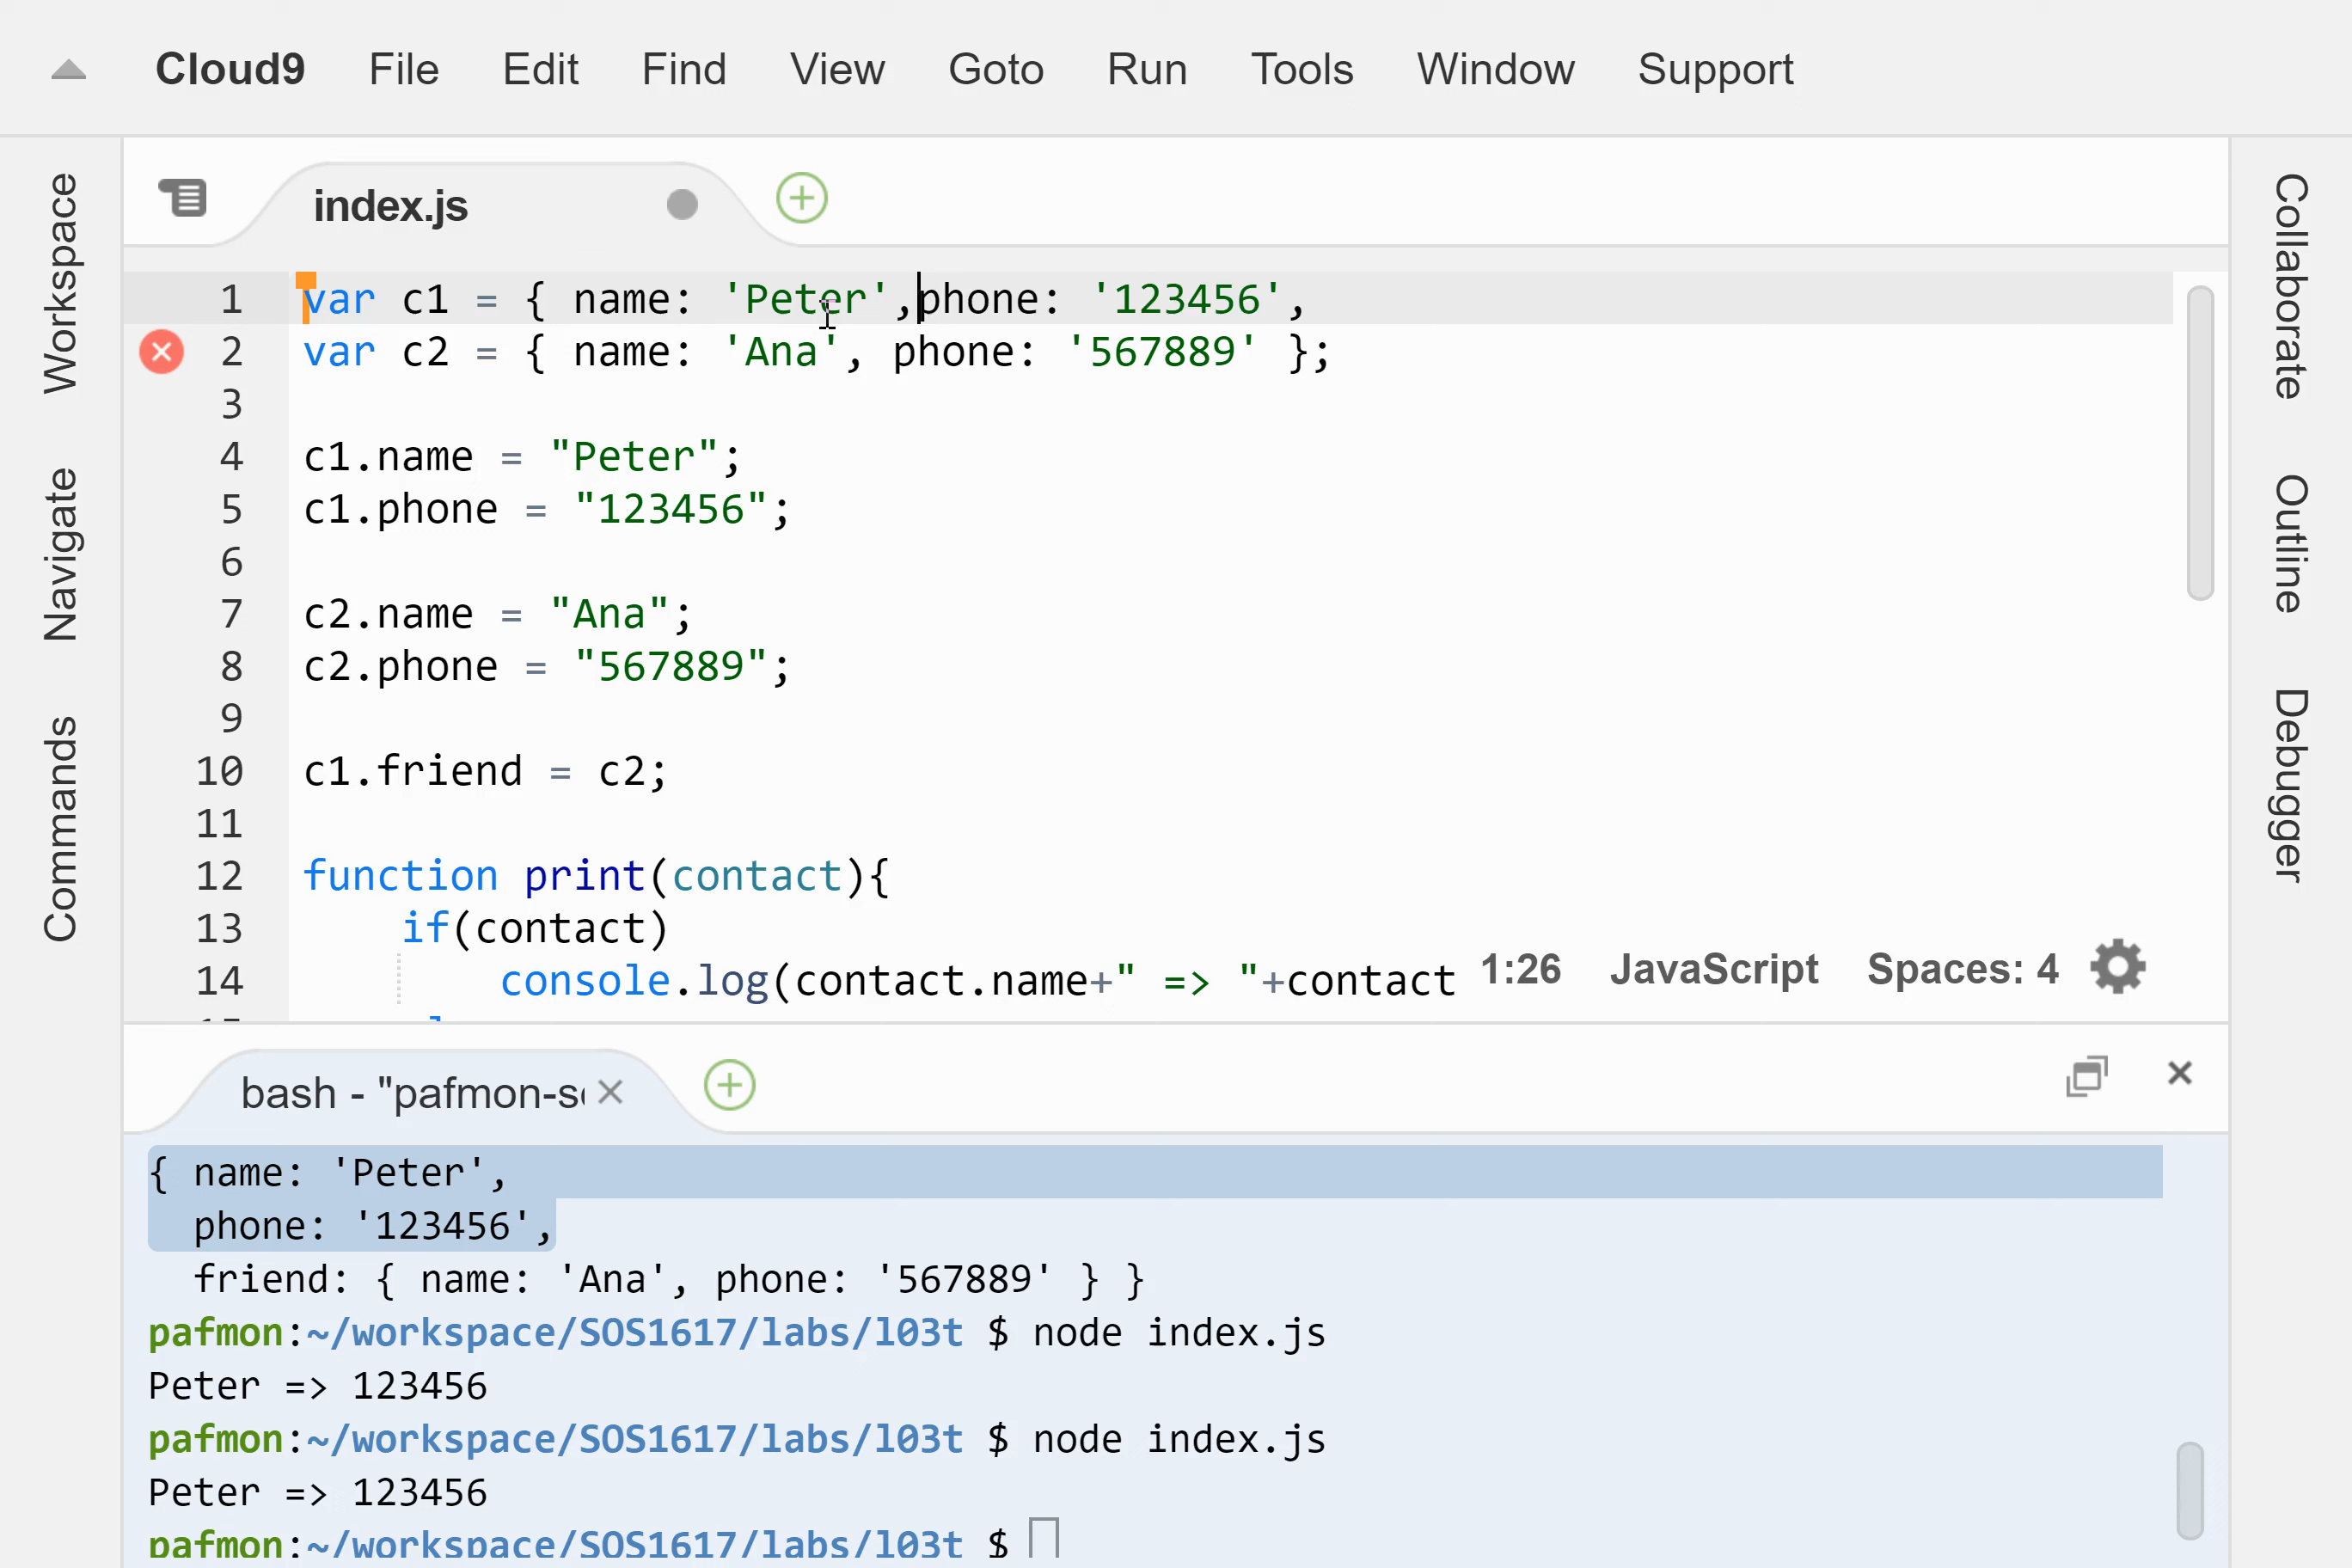 Cloud9 File Edit Find View Goto Run Tools Window Support
Workspace
Navigate
Commands
index.js
1 var c1 = { name: 'Peter',phone: '123456',
2 var c2 = { name: 'Ana', phone: '567889' };
3
4 c1.name = "Peter";
5 c1.phone = "123456";
6
7 c2.name = "Ana";
8 c2.phone = "567889";
9
10 c1.friend = c2;
11
12 function print(contact){
13 if(contact)
14 console.log(contact.name+" => "+contact
1:26 JavaScript Spaces: 4
Collaborate
Outline
Debugger
bash - "pafmon-s
{ name: 'Peter',
phone: '123456',
friend: { name: 'Ana', phone: '567889' } }
pafmon:~/workspace/SOS1617/labs/l03t $ node index.js
Peter => 123456
pafmon:~/workspace/SOS1617/labs/l03t $ node index.js
Peter => 123456
pafmon:~/workspace/SOS1617/labs/l03t $